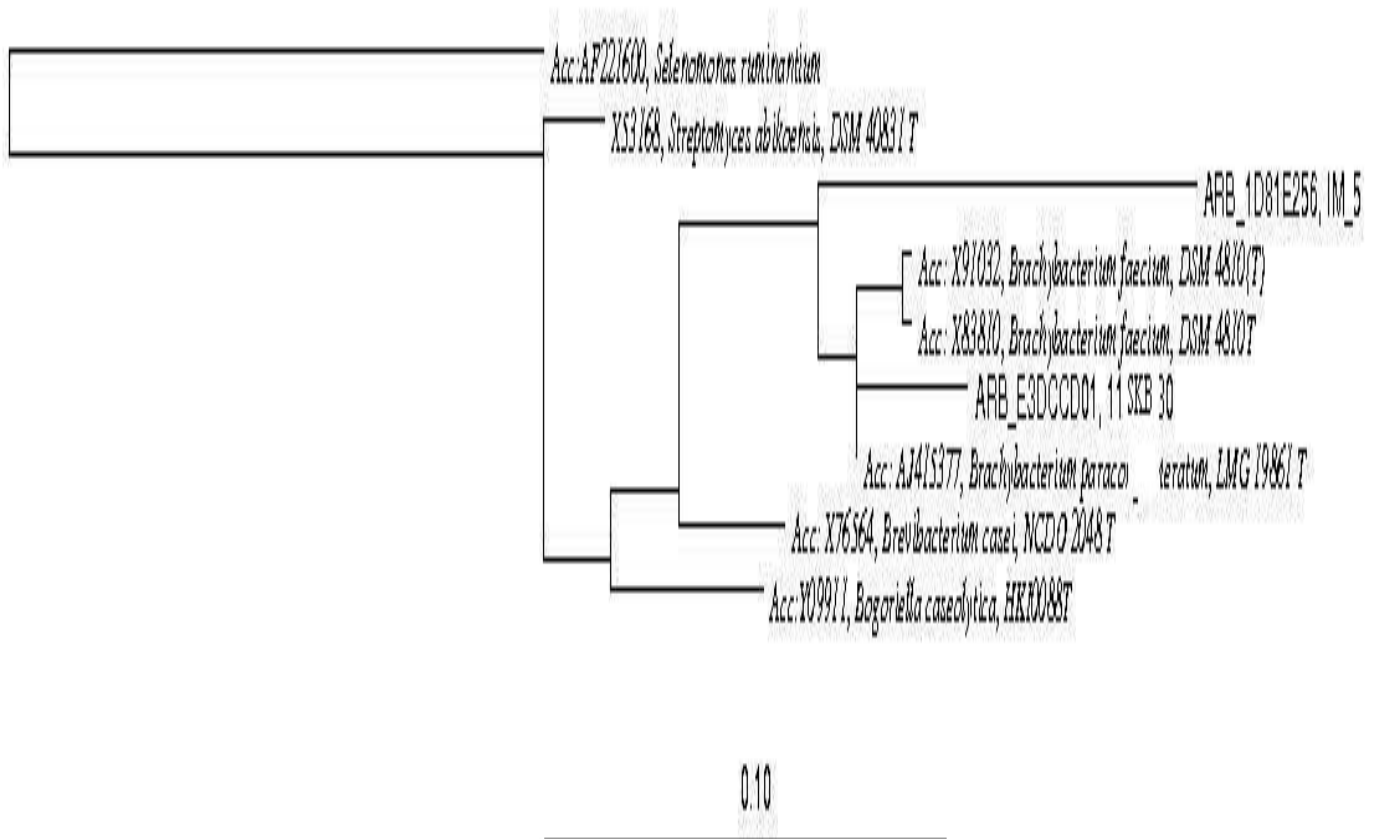 Acc:AF221600, Selenomonas ruminantium
X53168, Streptomyces abikoensis, DSM 40831 T
ARB_1D81E256, IM_5
Acc: X91032, Brachybacterium faecium, DSM 4810(T)
Acc: X83810, Brachybacterium faecium, DSM 4810T
ARB_E3DCCD01, 11 SKB 30
Acc: AJ415377, Brachybacterium LMG 19861 T
Acc: X76564, Brevibacterium casei, NCDO 2048 T
Acc:Y09911, Bogoriella caseolytica, HKI0088T
0.10